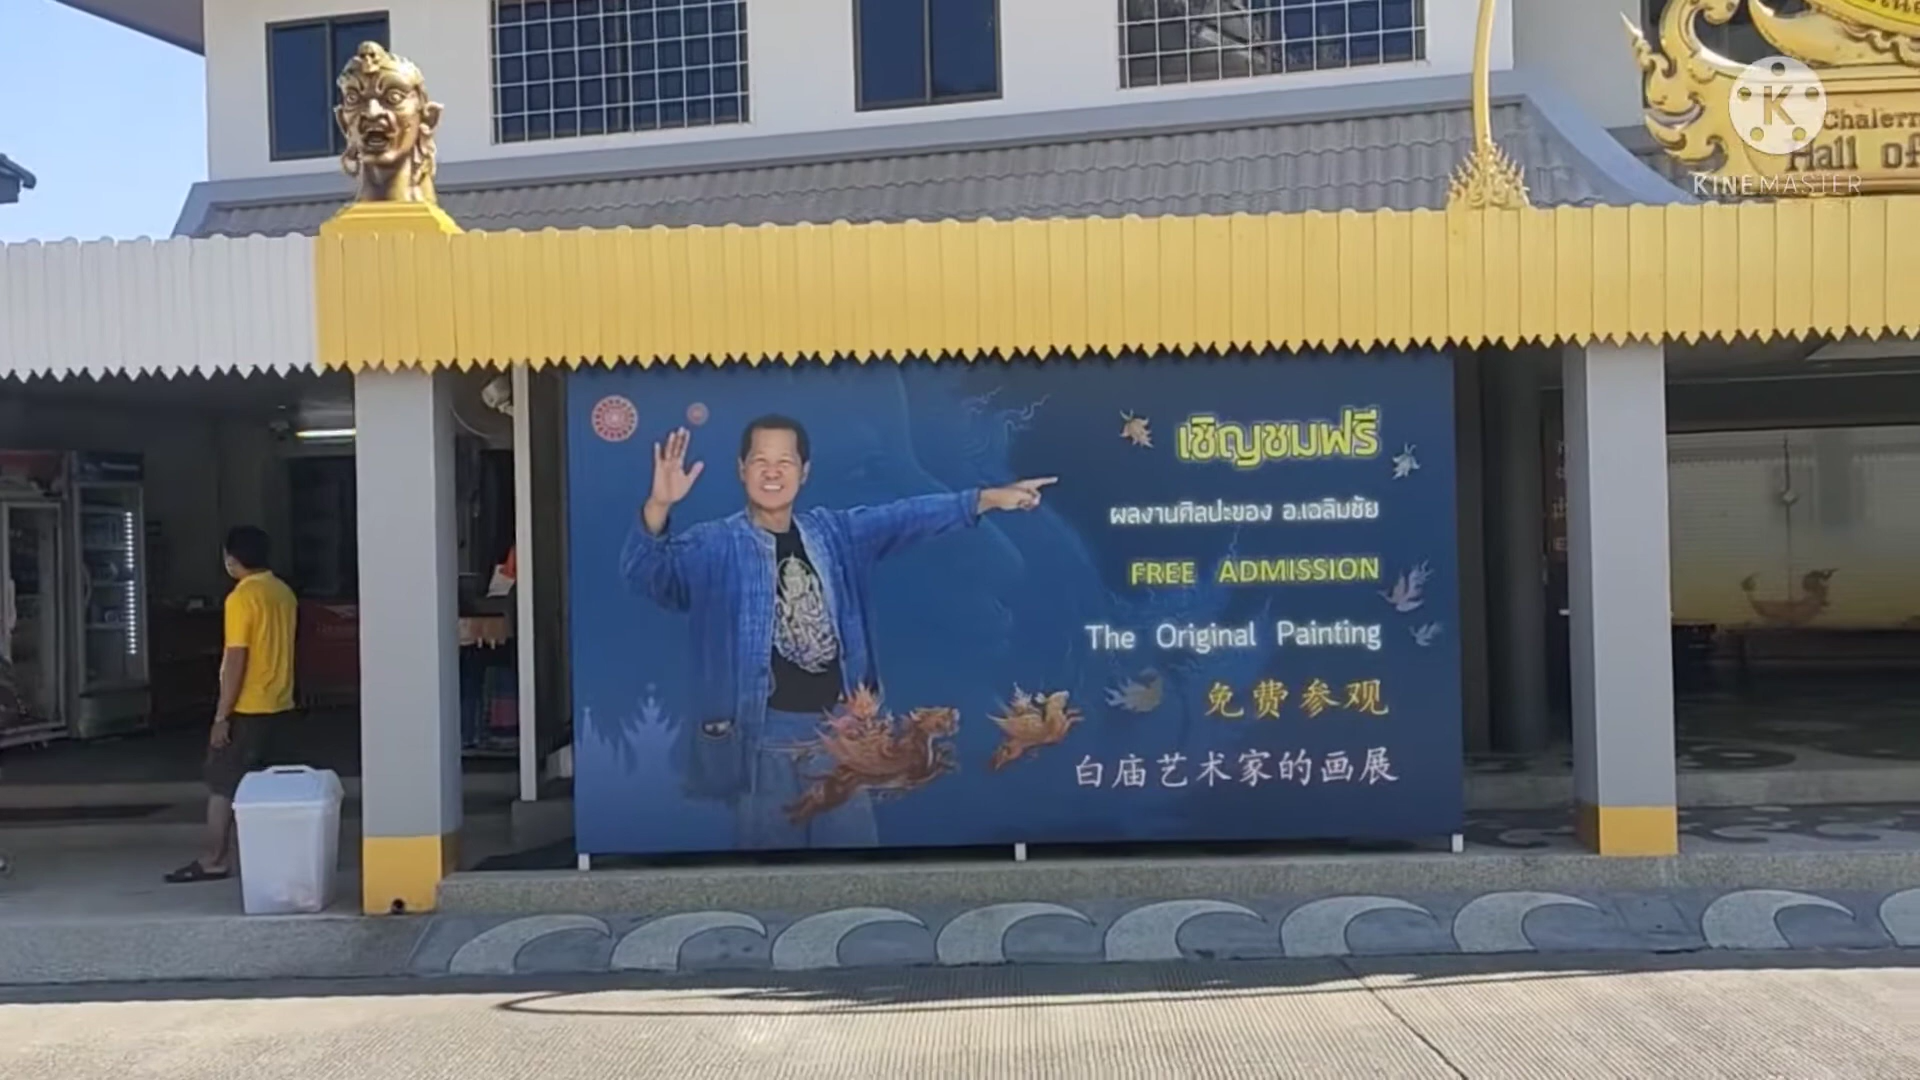 Chalerm
Hall of
KINEMASTER
เชิญชมฟรี
ผลงานศิลปะของ อ.เฉลิมชัย
FREE ADMISSION
The Original Painting
免费参观
白庙艺术家的画展